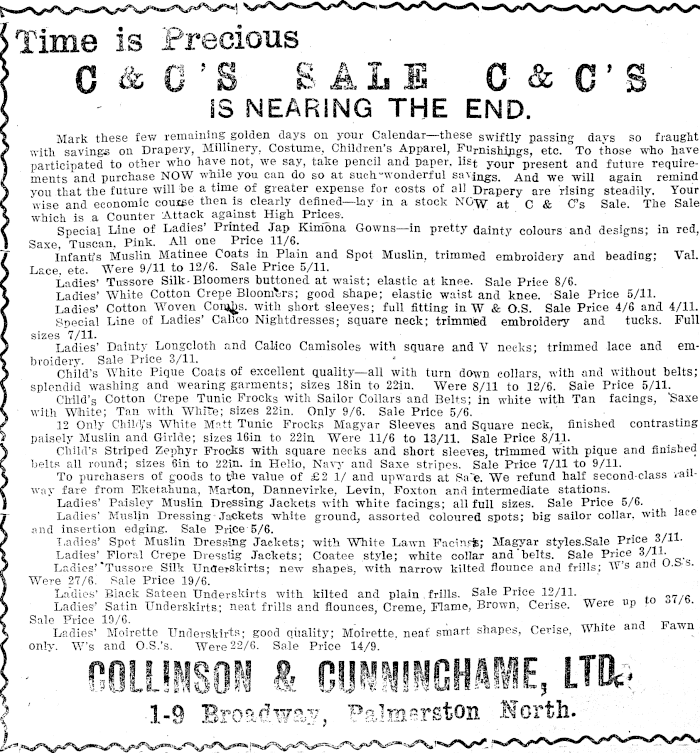 Time is Precious
C & C'S SALE C & C'S
IS NEARING THE END.
Mark these few remaining golden days on your Calendar—these swiftly passing days so fraught
with savings on Drapery, Millinery, Costume, Children's Apparel, Furnishings, etc. To those who have
participated to other who have not, we say, take pencil and paper, list your present and future require-
ments and purchase NOW while you can do so at such wonderful savings. And we will again remind
you that the future will be a time of greater expense for costs of all Drapery are rising steadily. Your
wise and economic course then is clearly defined—lay in a stock NOW at C & C's Sale. The Sale
which is a Counter Attack against High Prices.
Special Line of Ladies' Printed Jap Kimona Gowns—in pretty dainty colours and designs; in red,
Saxe, Tuscan, Pink. All one Price 11/6.
Infant's Muslin Matinee Coats in Plain and Spot Muslin, trimmed embroidery and beading; Val.
Lace, etc. Were 9/11 to 12/6. Sale Price 5/11.
Ladies' Tussore Silk Bloomers buttoned at waist; elastic at knee. Sale Price 8/6.
Ladies' White Cotton Crepe Bloomers; good shape; elastic waist and knee. Sale Price 5/11.
Ladies' Cotton Woven Combs. with short sleeves; full fitting in W & O.S. Sale Price 4/6 and 4/11.
Special Line of Ladies' Calico Nightdresses; square neck; trimmed embroidery and tucks. Full
sizes 7/11.
Ladies' Dainty Longcloth and Calico Camisoles with square and V necks; trimmed lace and em-
broidery. Sale Price 3/11.
Child's White Pique Coats of excellent quality—all with turn down collars, with and without belts;
splendid washing and wearing garments; sizes 18in to 22in. Were 8/11 to 12/6. Sale Price 5/11.
Child's Cotton Crepe Tunic Frocks with Sailor Collars and Belts; in white with Tan facings, Saxe
with White; Tan with White; sizes 22in. Only 9/6. Sale Price 5/6.
12 Only Child's White Matt Tunic Frocks Magyar Sleeves and Square neck, finished contrasting
paisely Muslin and Girlde; sizes 16in to 22in Were 11/6 to 13/11. Sale Price 8/11.
Child's Striped Zephyr Frocks with square necks and short sleeves, trimmed with pique and finished
belts all round; sizes 6in to 22in. in Helio, Navy and Saxe stripes. Sale Price 7/11 to 9/11.
To purchasers of goods to the value of £2 1/ and upwards at Sale. We refund half second-class rail-
way fare from Eketahuna, Marton, Dannevirke, Levin, Foxton and intermediate stations.
Ladies' Paisley Muslin Dressing Jackets with white facings; all full sizes. Sale Price 5/6.
Ladies' Muslin Dressing Jackets white ground, assorted coloured spots; big sailor collar, with lace
and insertion edging. Sale Price 5/6.
Ladies' Spot Muslin Dressing Jackets; with White Lawn Facings; Magyar styles. Sale Price 3/11.
Ladies' Floral Crepe Dresstig Jackets; Coatee style; white collar and belts. Sale Price 3/11.
Ladies' Tussore Silk Underskirts; new shapes, with narrow kilted flounce and frills; W's and O.S's.
Were 27/6. Sale Price 19/6.
Ladies' Black Sateen Underskirts with kilted and plain frills. Sale Price 12/11.
Ladies' Satin Underskirts; neat frills and flounces, Creme, Flame, Brown, Cerise. Were up to 37/6.
Sale Price 19/6.
Ladies' Moirette Underskirts; good quality; Moirette, neat smart shapes, Cerise, White and Fawn
only. W's and O.S.'s. Were 22/6. Sale Price 14/9.
COLLINSON & CUNNINGHAME, LTD.
1-9 Broadway, Palmerston North.